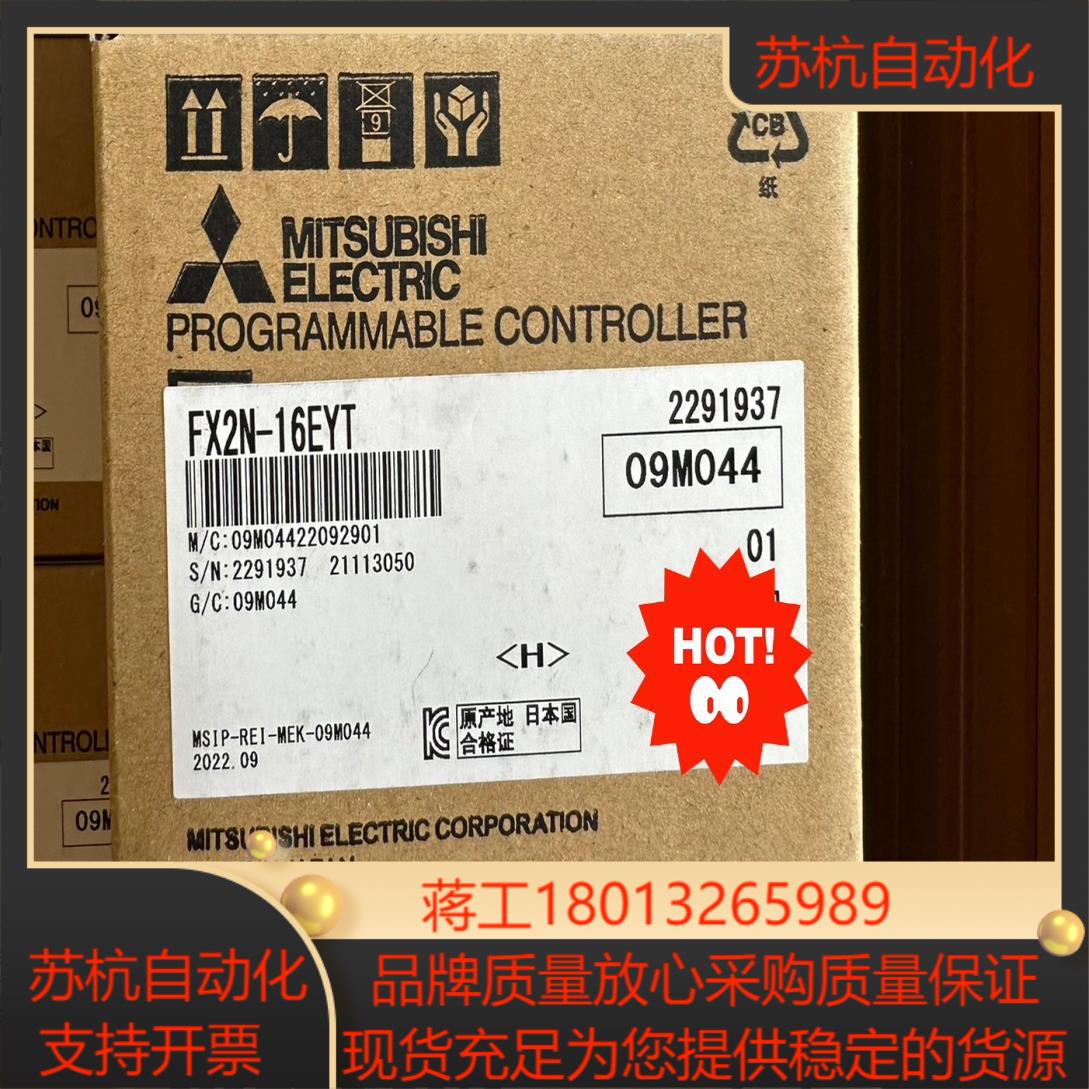 苏杭自动化
9
CB
纸
MITSUBISHI
ELECTRIC
PROGRAMMABLE CONTROLLER
FX2N-16EYT
2291937
09M044
M/C:09M04422092901
S/N:2291937 21113050
G/C:09M044
01
HOT!
<H>
原产地 日本国
合格证
MSIP-REI-MEK-09M044
2022.09
MITSUBISHI ELECTRIC CORPORATION
蒋工18013265989
苏杭自动化
支持开票
品牌质量放心采购质量保证
现货充足为您提供稳定的货源